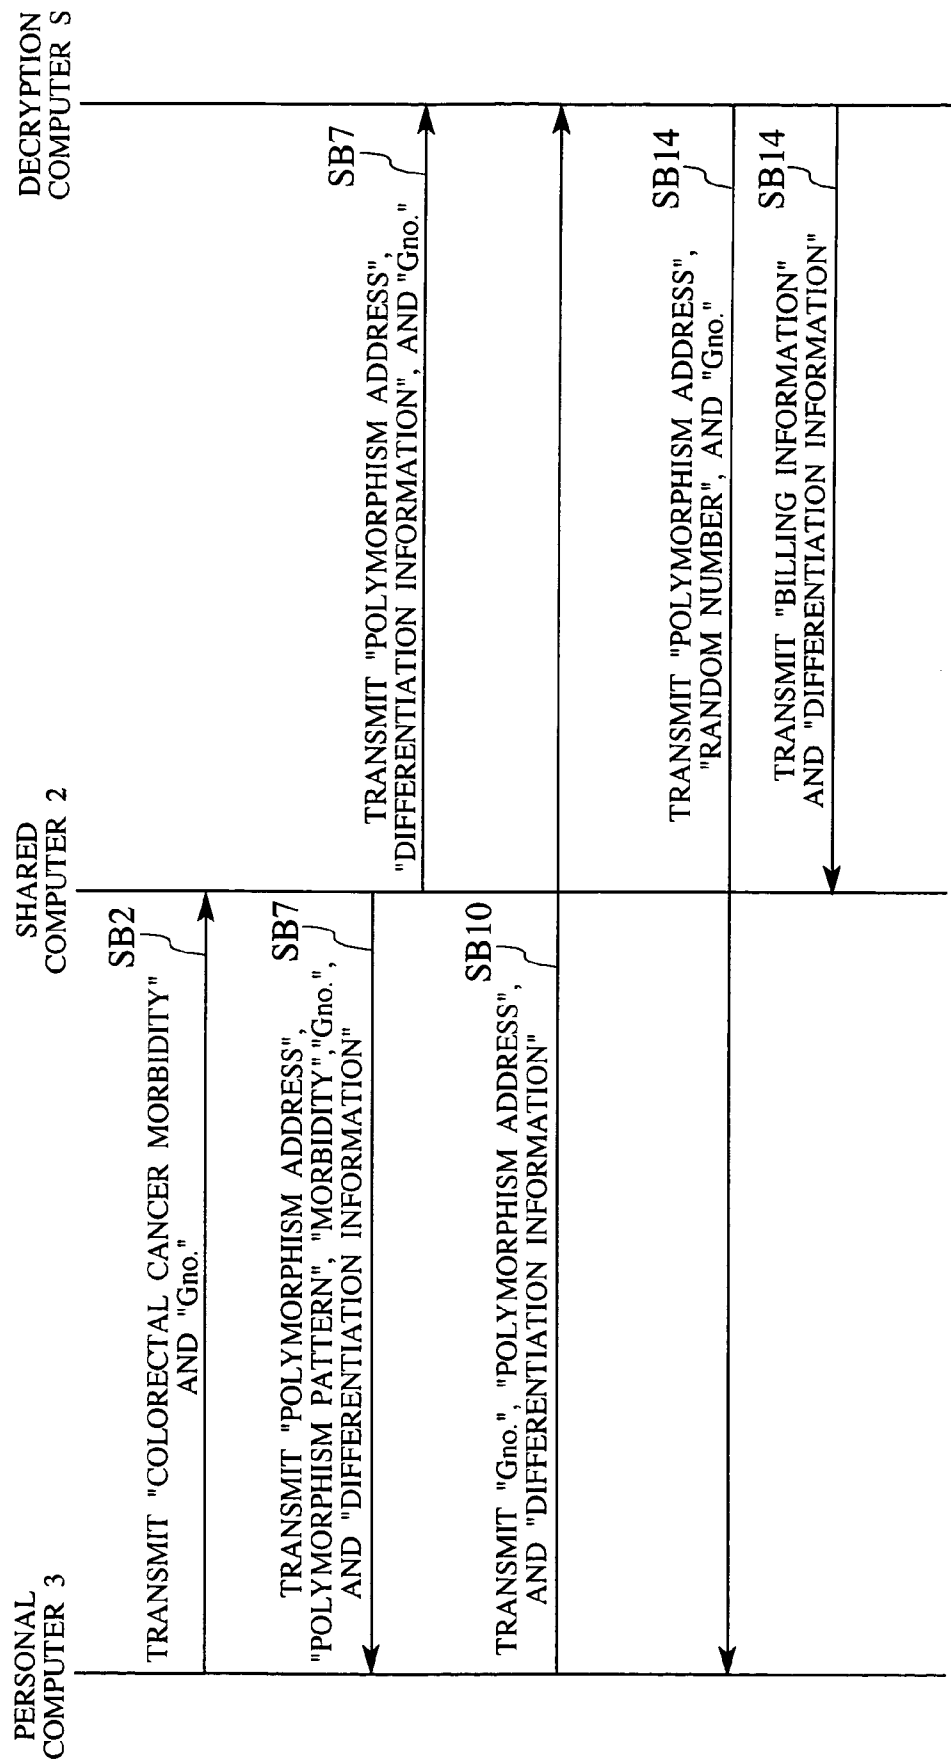 PERSONAL
COMPUTER 3
SHARED
COMPUTER 2
DECRYPTION
COMPUTER S
TRANSMIT "COLORECTAL CANCER MORBIDITY"
AND "Gno."
SB2
TRANSMIT "POLYMORPHISM ADDRESS",
"POLYMORPHISM PATTERN", "MORBIDITY","Gno.",
AND "DIFFERENTIATION INFORMATION"
SB7
TRANSMIT "POLYMORPHISM ADDRESS",
"DIFFERENTIATION INFORMATION", AND "Gno."
SB7
TRANSMIT "Gno.", "POLYMORPHISM ADDRESS",
AND "DIFFERENTIATION INFORMATION"
SB10
TRANSMIT "POLYMORPHISM ADDRESS",
"RANDOM NUMBER", AND "Gno."
SB14
TRANSMIT "BILLING INFORMATION"
AND "DIFFERENTIATION INFORMATION"
SB14